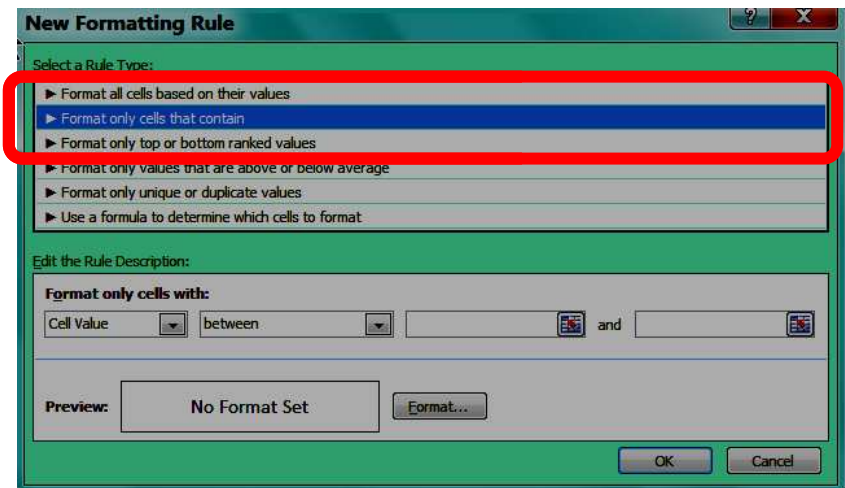 New Formatting Rule
?
X
Select a Rule Type:
► Format all cells based on their values
► Format only cells that contain
► Format only top or bottom ranked values
► Format only values that are above or below average
► Format only unique or duplicate values
► Use a formula to determine which cells to format
Edit the Rule Description:
Format only cells with:
Cell Value between and
Preview: No Format Set Format...
OK Cancel